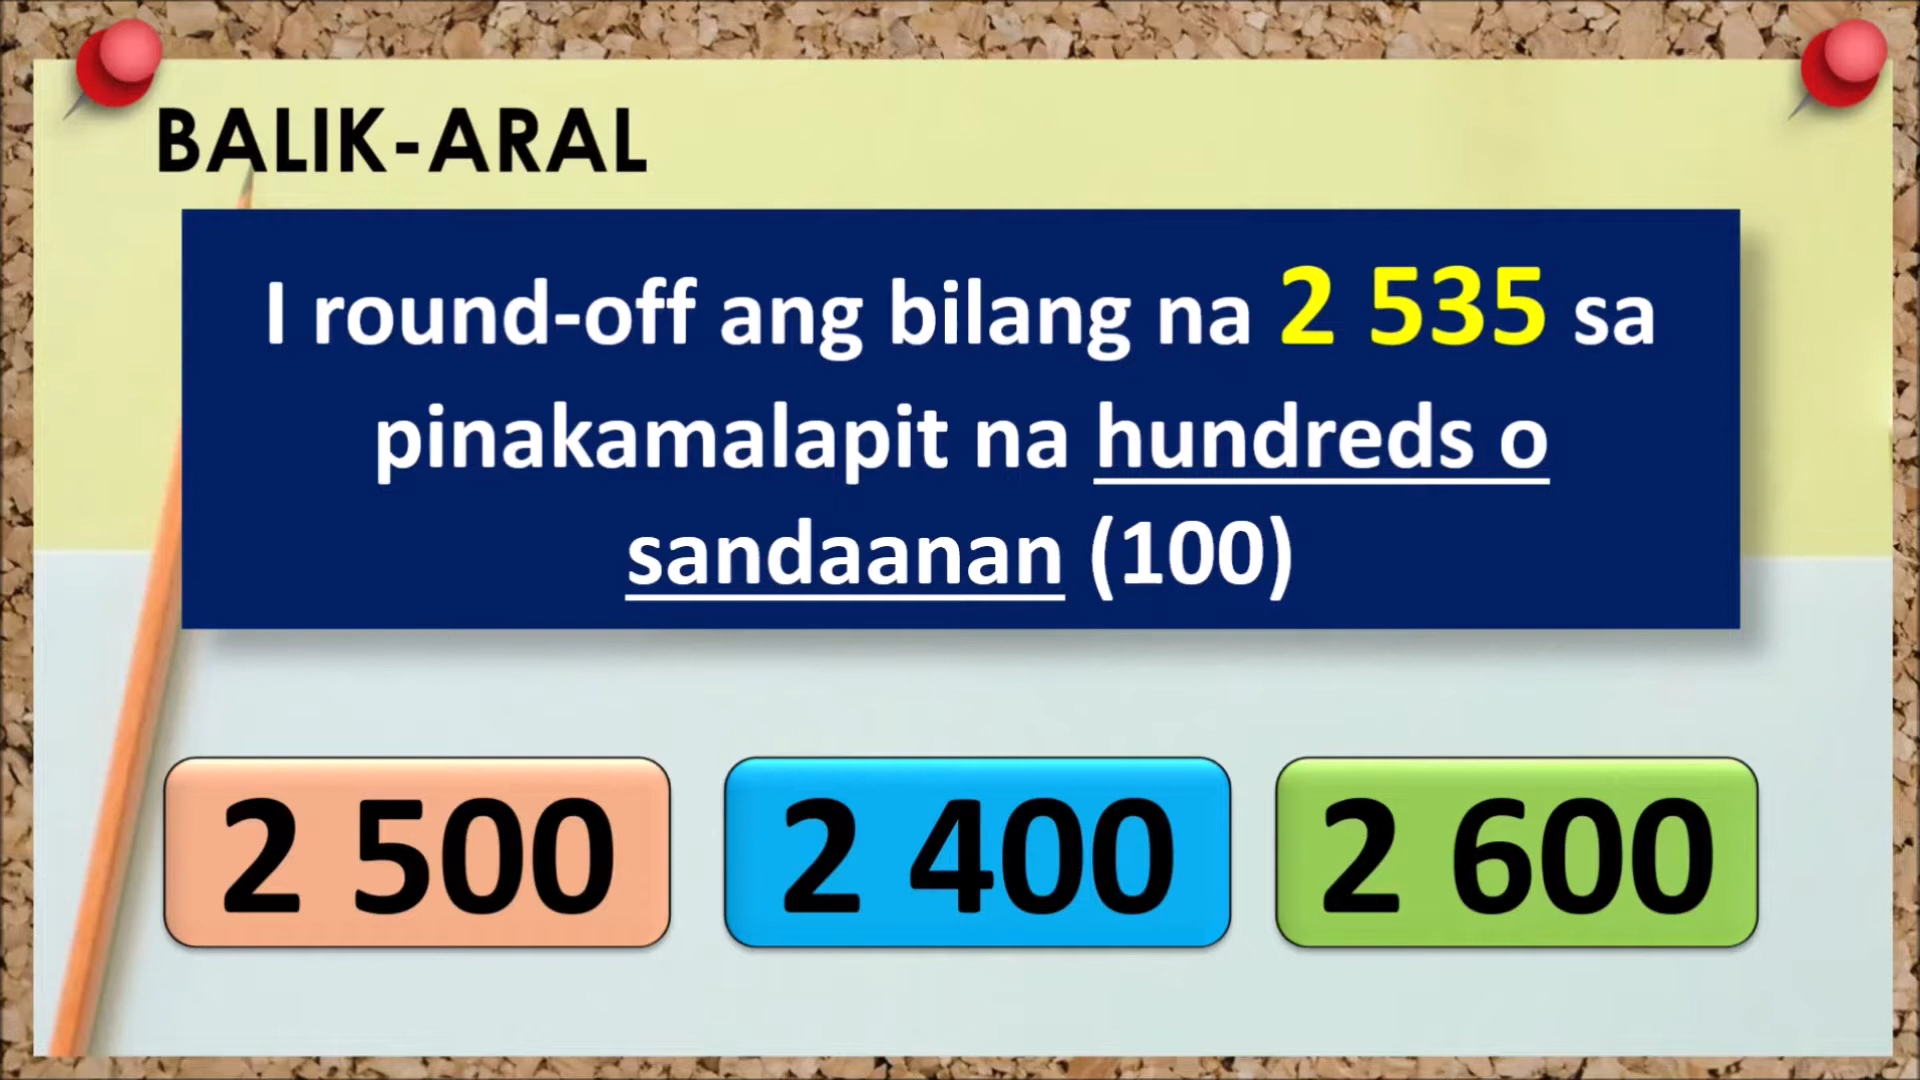 BALIK-ARAL
I round-off ang bilang na 2 535 sa
pinakamalapit na hundreds o
sandaanan (100)
2 500 2 400 2 600